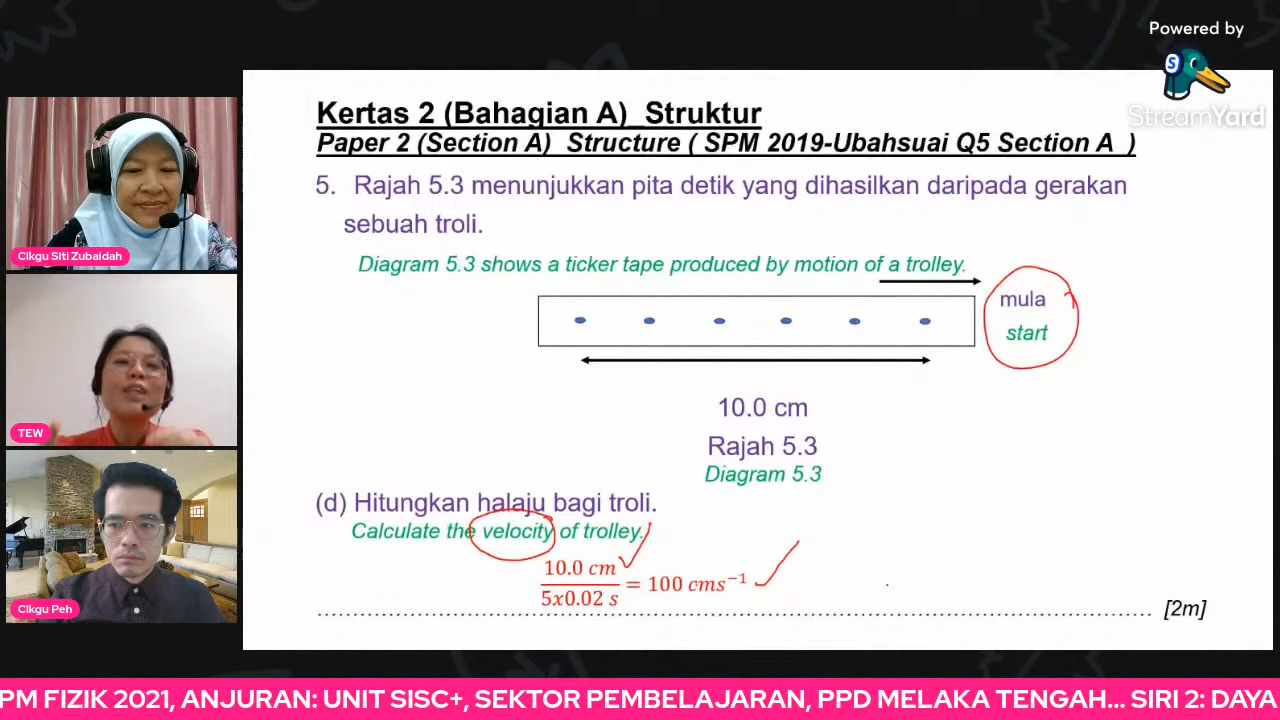 Powered by
StreamYard
Kertas 2 (Bahagian A)_Struktur
Paper 2 (Section A)_Structure ( SPM 2019-Ubahsuai Q5 Section A )
5. Rajah 5.3 menunjukkan pita detik yang dihasilkan daripada gerakan
sebuah troli.
Diagram 5.3 shows a ticker tape produced by motion of a trolley.
mula
start
10.0 cm
Rajah 5.3
Diagram 5.3
(d) Hitungkan halaju bagi troli.
Calculate the velocity of trolley.
10.0 cm
5x0.02 s
= 100 cms⁻¹
[2m]
Cikgu Siti Zubaidah
TEW
Cikgu Peh
PM FIZIK 2021, ANJURAN: UNIT SISC+, SEKTOR PEMBELAJARAN, PPD MELAKA TENGAH... SIRI 2: DAYA